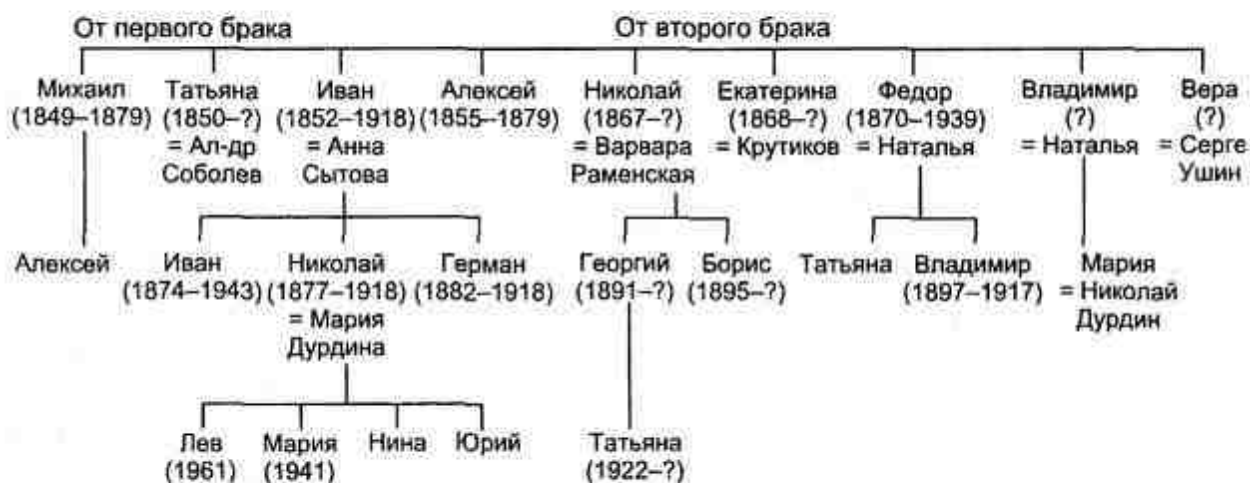 От первого брака От второго брака
Михаил Татьяна Иван Алексей Николай Екатерина Федор Владимир Вера
(1849–1879) (1850–?) (1852–1918) (1855–1879) (1867–?) (1868–?) (1870–1939) (?) (?)
= Ал-др = Анна = Варвара = Крутиков = Наталья = Наталья = Серге
Соболев Сытова Раменская Ушин
Алексей Иван Николай Герман Георгий Борис Татьяна Владимир Мария
(1874–1943) (1877–1918) (1882–1918) (1891–?) (1895–?) (1897–1917) = Николай
= Мария Дурдин
Дурдина
Лев Мария Нина Юрий Татьяна
(1961) (1941) (1922–?)